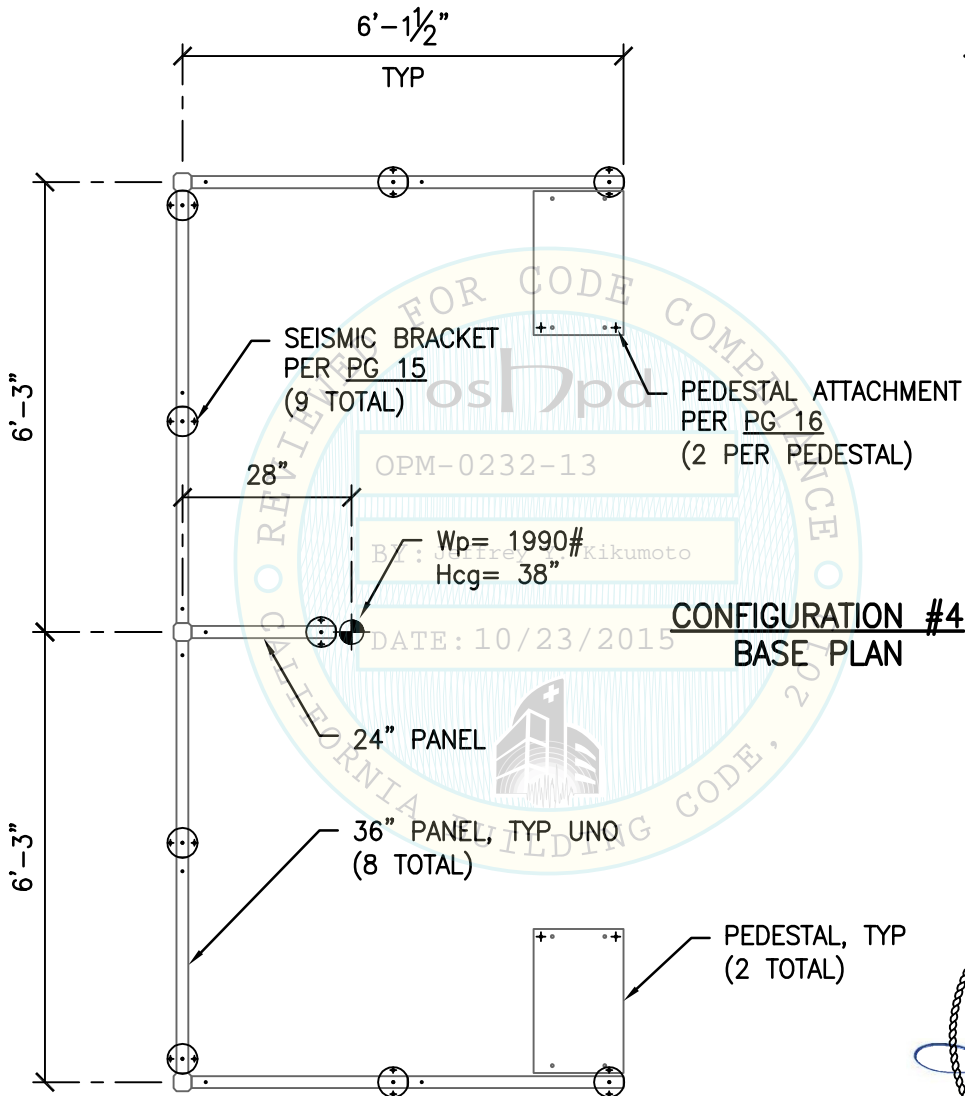 6'-1½"
TYP
SEISMIC BRACKET
PER PG 15
(9 TOTAL)
6'-3"
PEDESTAL ATTACHMENT
PER PG 16
(2 PER PEDESTAL)
28"
Wp= 1990#
Hcg= 38"
CONFIGURATION #4
BASE PLAN
24" PANEL
36" PANEL, TYP UNO
(8 TOTAL)
6'-3"
PEDESTAL, TYP
(2 TOTAL)
REVIEWED FOR CODE COMPLIANCE
oshpd
OPM-0232-13
BY: Jeffrey Y. Kikumoto
DATE: 10/23/2015
CALIFORNIA BUILDING CODE,